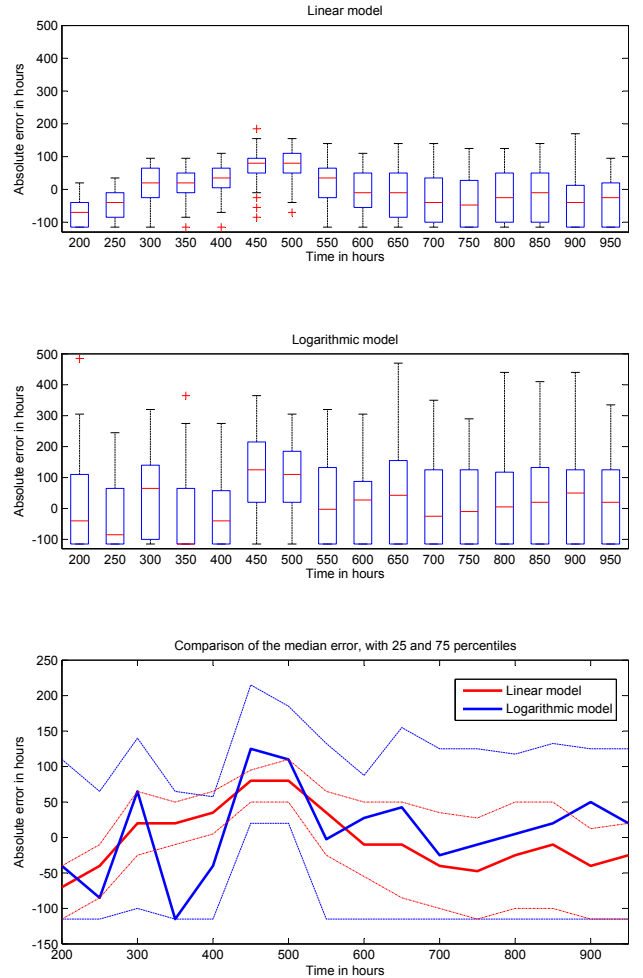 Linear model
500
400
300
200
100
0
-100
Absolute error in hours
200 250 300 350 400 450 500 550 600 650 700 750 800 850 900 950
Time in hours
Logarithmic model
500
400
300
200
100
0
-100
Absolute error in hours
200 250 300 350 400 450 500 550 600 650 700 750 800 850 900 950
Time in hours
Comparison of the median error, with 25 and 75 percentiles
250
200
150
100
50
0
-50
-100
-150
Absolute error in hours
Linear model
Logarithmic model
200 300 400 500 600 700 800 900
Time in hours